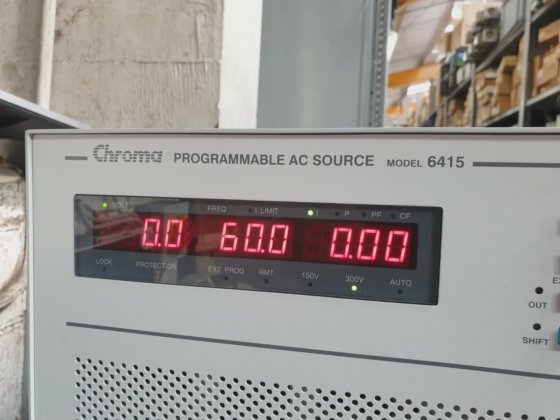 Chroma PROGRAMMABLE AC SOURCE MODEL 6415
VOLT FREQ I LIMIT I P PF CF
0.0 60.0 0.00
LOCK PROTECTION EXT PROG RMT 150V 300V AUTO
OUT
SHIFT